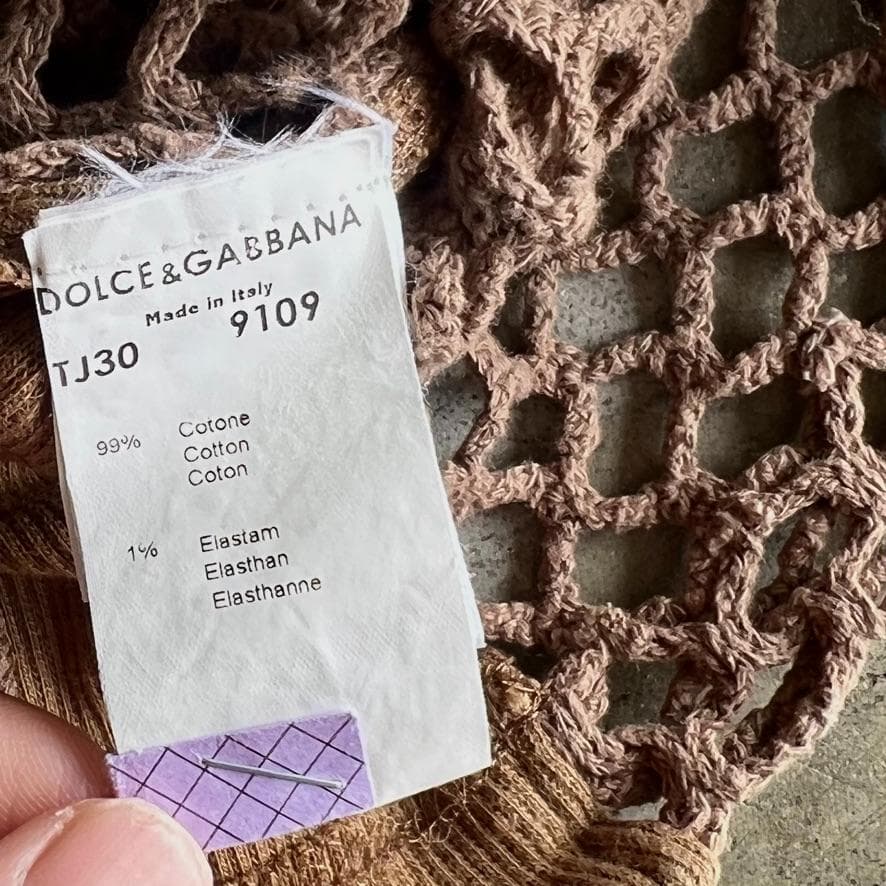 DOLCE & GABBANA
Made in Italy
9109
TJ30
99% Cotone
Cotton
Coton
1% Elastam
Elasthan
Elasthanne